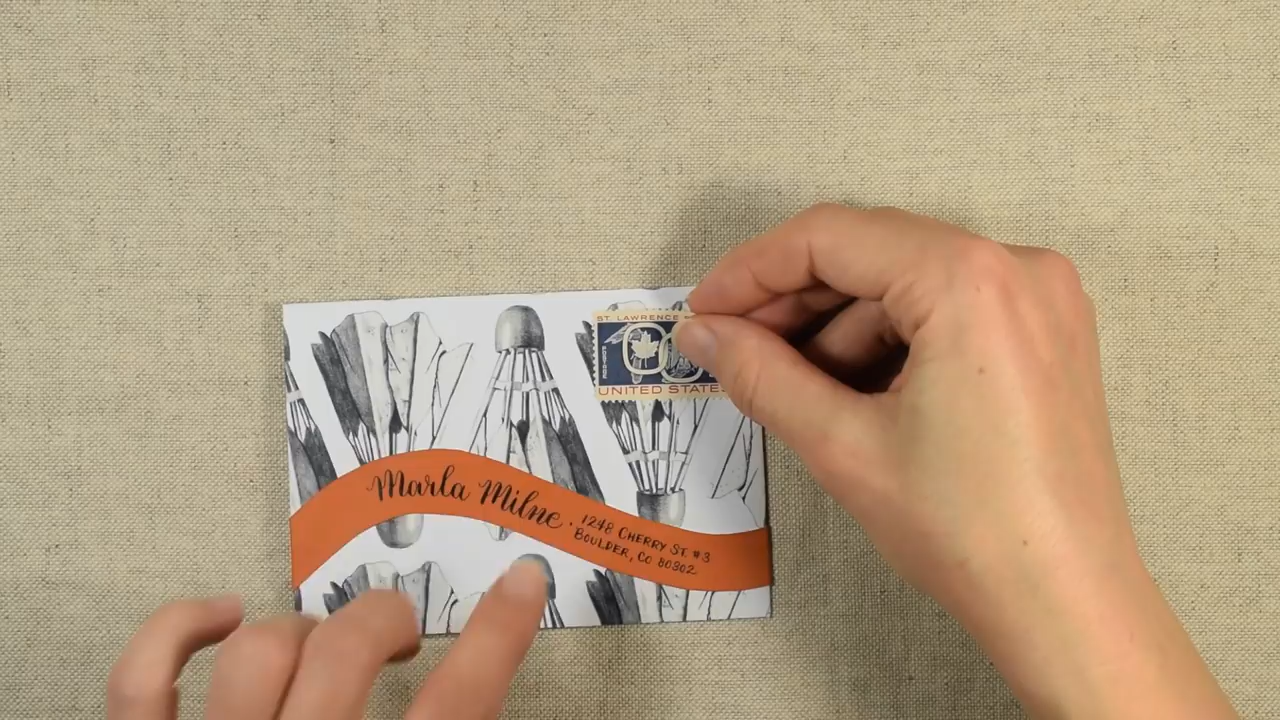 ST. LAWRENCE
UNITED STATES
Marla Milne · 1248 CHERRY ST. #3
BOULDER, CO 80302